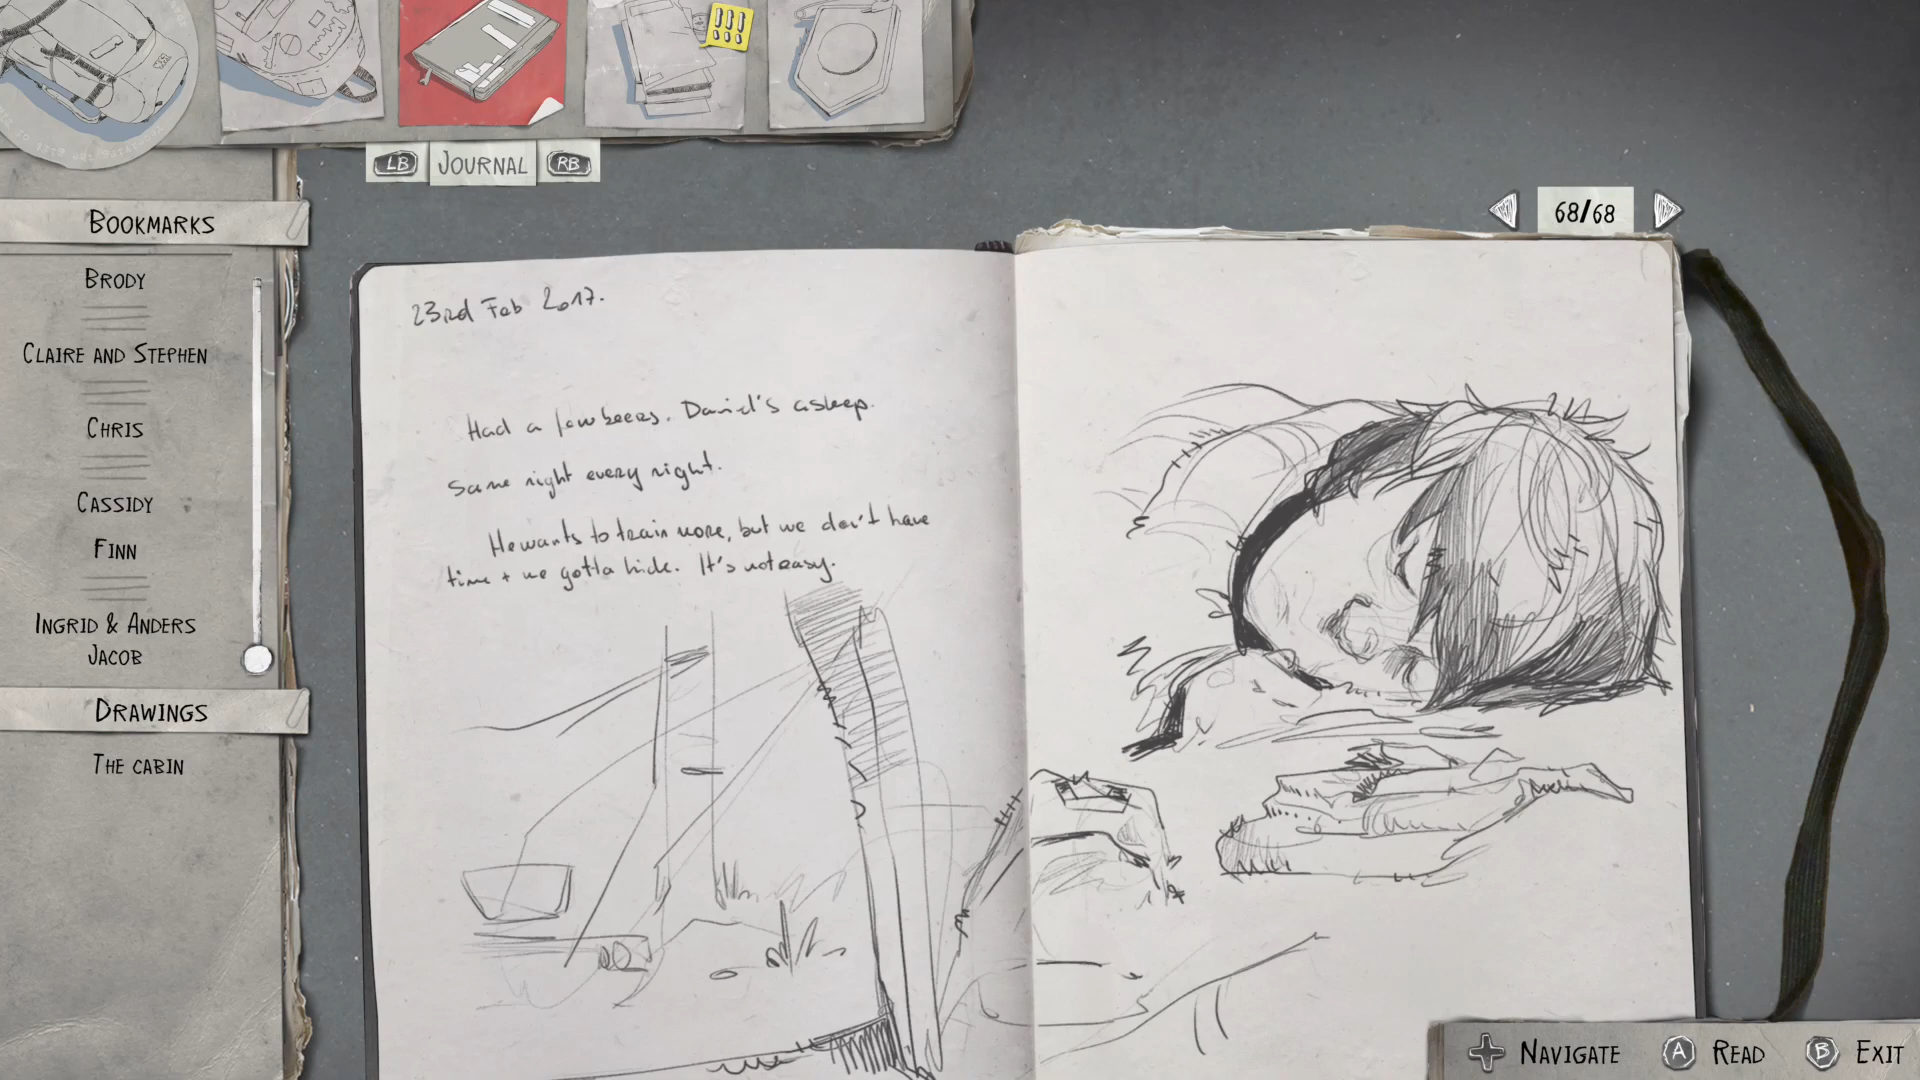 LB JOURNAL RB
68/68
BOOKMARKS
BRODY
CLAIRE AND STEPHEN
CHRIS
CASSIDY
FINN
INGRID & ANDERS
JACOB
DRAWINGS
THE CABIN
23rd Feb 2017.
Had a few beers. Daniel's asleep.
Same night every night.
He wants to train more, but we don't have
time + we gotta hide. It's not easy.
NAVIGATE A READ B EXIT